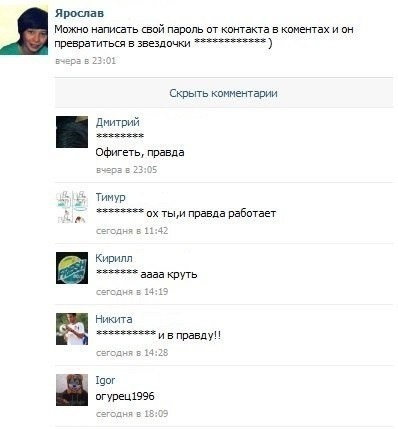 Ярослав
Можно написать свой пароль от контакта в коментах и он
превратиться в звездочки ************ )
вчера в 23:01
Скрыть комментарии
Дмитрий
********
Офигеть, правда
вчера в 23:05
Тимур
******** ох ты,и правда работает
сегодня в 11:42
Кирилл
******* аааа круть
сегодня в 14:19
Никита
********** и в правду!!
сегодня в 14:28
Igor
огурец1996
сегодня в 18:09